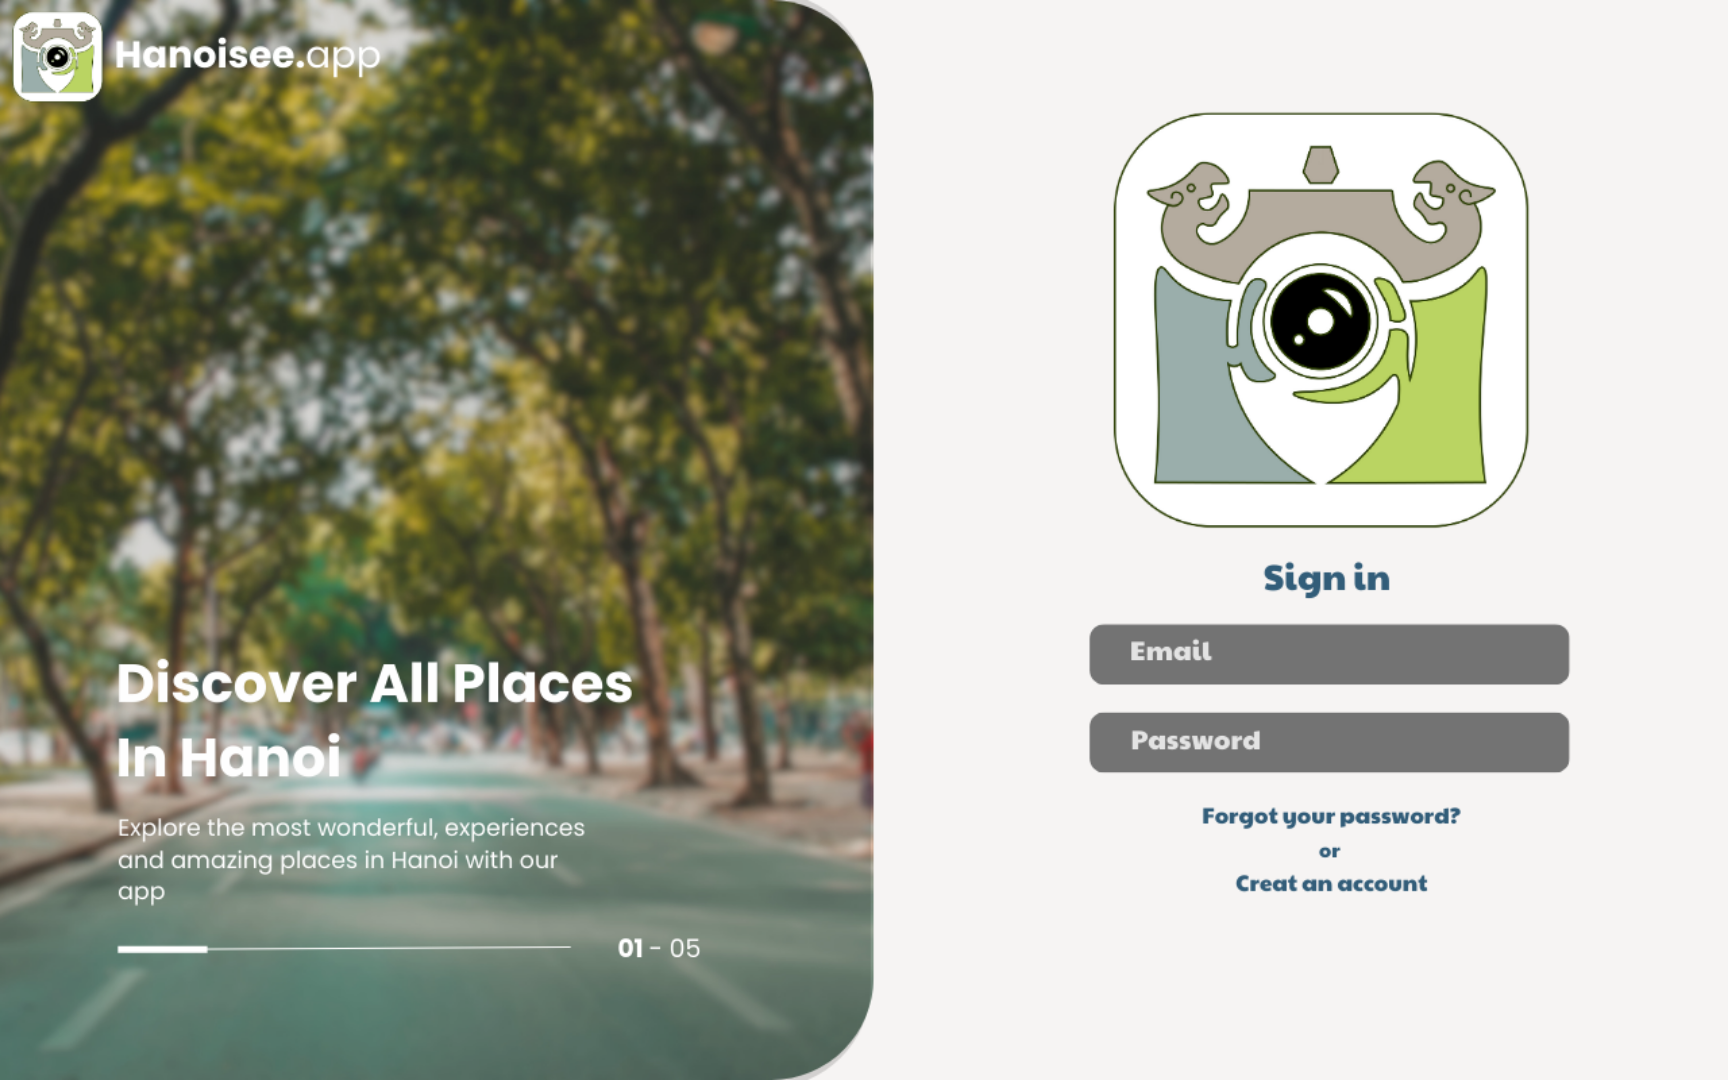 Hanoisee.app
Discover All Places
In Hanoi
Explore the most wonderful, experiences
and amazing places in Hanoi with our
app
01 - 05
Sign in
Email
Password
Forgot your password?
or
Creat an account